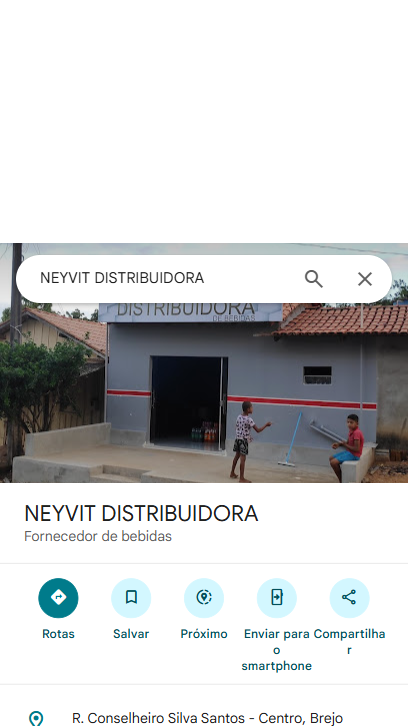 NEYVIT DISTRIBUIDORA
DISTRIBUIDORA
DE BEBIDAS
NEYVIT DISTRIBUIDORA
Fornecedor de bebidas
Rotas
Salvar
Próximo
Enviar para
o
smartphone
Compartilha
r
R. Conselheiro Silva Santos - Centro, Brejo